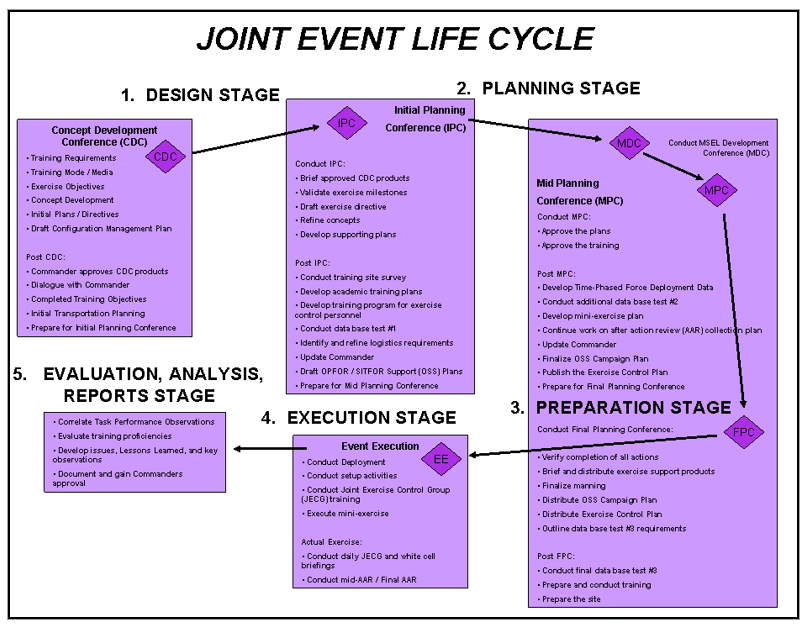 JOINT EVENT LIFE CYCLE
1. DESIGN STAGE
Concept Development
Conference (CDC)
CDC
• Training Requirements
• Training Mode / Media
• Exercise Objectives
• Concept Development
• Initial Plans / Directives
• Draft Configuration Management Plan
Post CDC:
• Commander approves CDC products
• Dialogue with Commander
• Completed Training Objectives
• Initial Transportation Planning
• Prepare for Initial Planning Conference
2. PLANNING STAGE
IPC
Initial Planning
Conference (IPC)
Conduct IPC:
• Brief approved CDC products
• Validate exercise milestones
• Draft exercise directive
• Refine concepts
• Develop supporting plans
Post IPC:
• Conduct training site survey
• Develop academic training plans
• Develop training program for exercise
control personnel
• Conduct data base test #1
• Identify and refine logistics requirements
• Update Commander
• Draft OPFOR / SITFOR Support (OSS) Plans
• Prepare for Mid Planning Conference
MDC
Conduct MSEL Development
Conference (MDC)
MPC
Mid Planning
Conference (MPC)
Conduct MPC:
• Approve the plans
• Approve the training
Post MPC:
• Develop Time-Phased Force Deployment Data
• Conduct additional data base test #2
• Develop mini-exercise plan
• Continue work on after action review (AAR) collection plan
• Update Commander
• Finalize OSS Campaign Plan
• Publish the Exercise Control Plan
• Prepare for Final Planning Conference
3. PREPARATION STAGE
Conduct Final Planning Conference:
FPC
• Verify completion of all actions
• Brief and distribute exercise support products
• Finalize manning
• Distribute OSS Campaign Plan
• Distribute Exercise Control Plan
• Outline data base test #3 requirements
Post FPC:
• Conduct final data base test #3
• Prepare and conduct training
• Prepare the site
4. EXECUTION STAGE
Event Execution
EE
• Conduct Deployment
• Conduct setup activities
• Conduct Joint Exercise Control Group
(JECG) training
• Execute mini-exercise
Actual Exercise:
• Conduct daily JECG and white cell
briefings
• Conduct mid-AAR / Final AAR
5. EVALUATION, ANALYSIS,
REPORTS STAGE
• Correlate Task Performance Observations
• Evaluate training proficiencies
• Develop issues, Lessons Learned, and key
observations
• Document and gain Commanders
approval